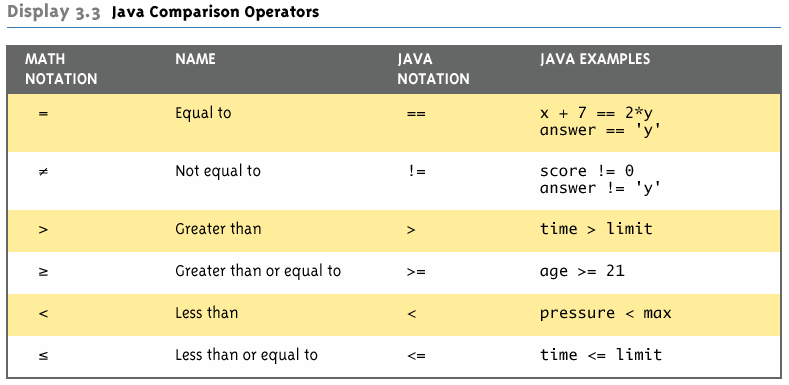 Display 3.3 Java Comparison Operators
MATH NOTATION NAME JAVA NOTATION JAVA EXAMPLES
= Equal to == x + 7 == 2*y
answer == 'y'
≠ Not equal to != score != 0
answer != 'y'
> Greater than > time > limit
≥ Greater than or equal to >= age >= 21
< Less than < pressure < max
≤ Less than or equal to <= time <= limit